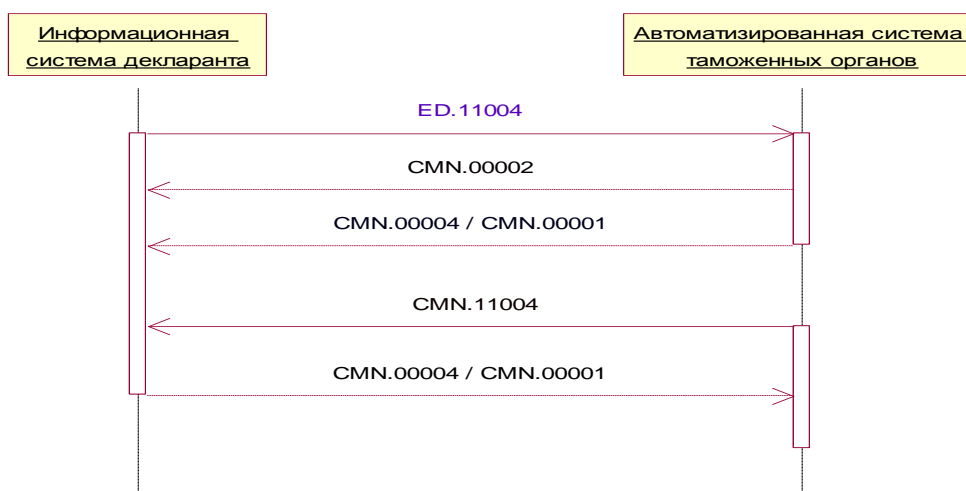 Информационная
система декларанта
Автоматизированная система
таможенных органов
ED.11004
CMN.00002
CMN.00004 / CMN.00001
CMN.11004
CMN.00004 / CMN.00001